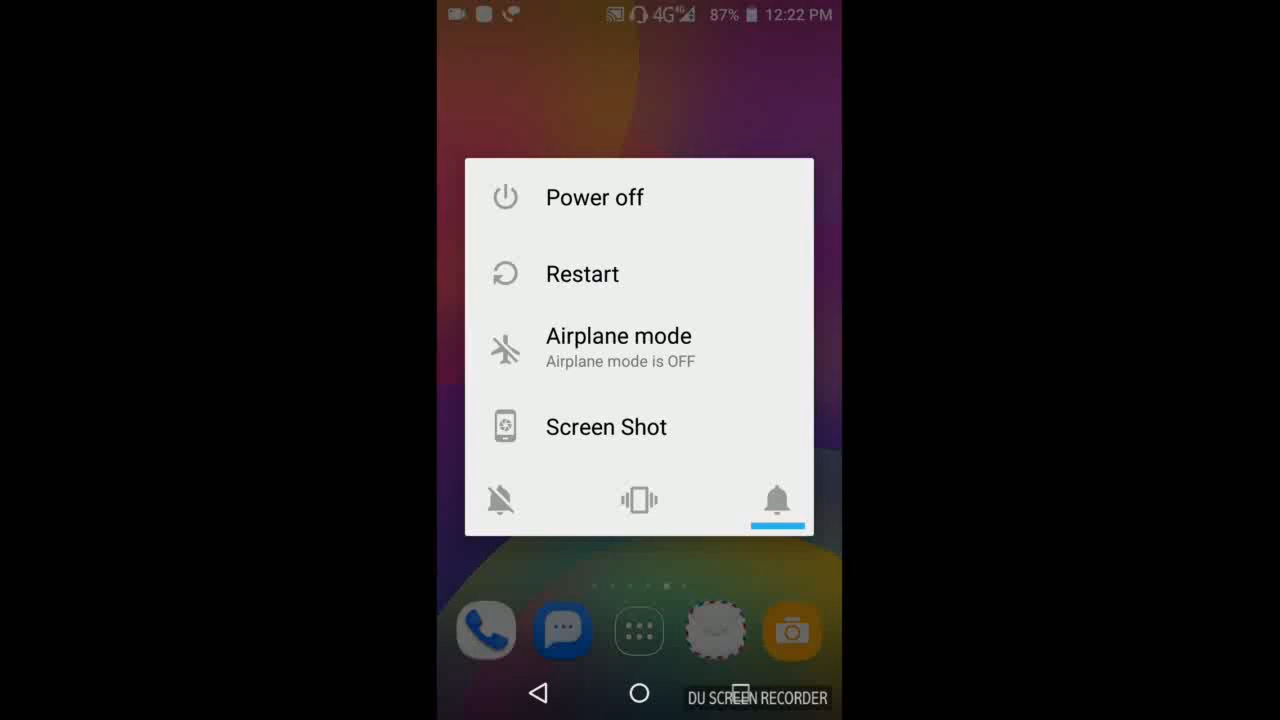 4G 4G 87% 12:22 PM
Power off
Restart
Airplane mode
Airplane mode is OFF
Screen Shot
DU SCREEN RECORDER